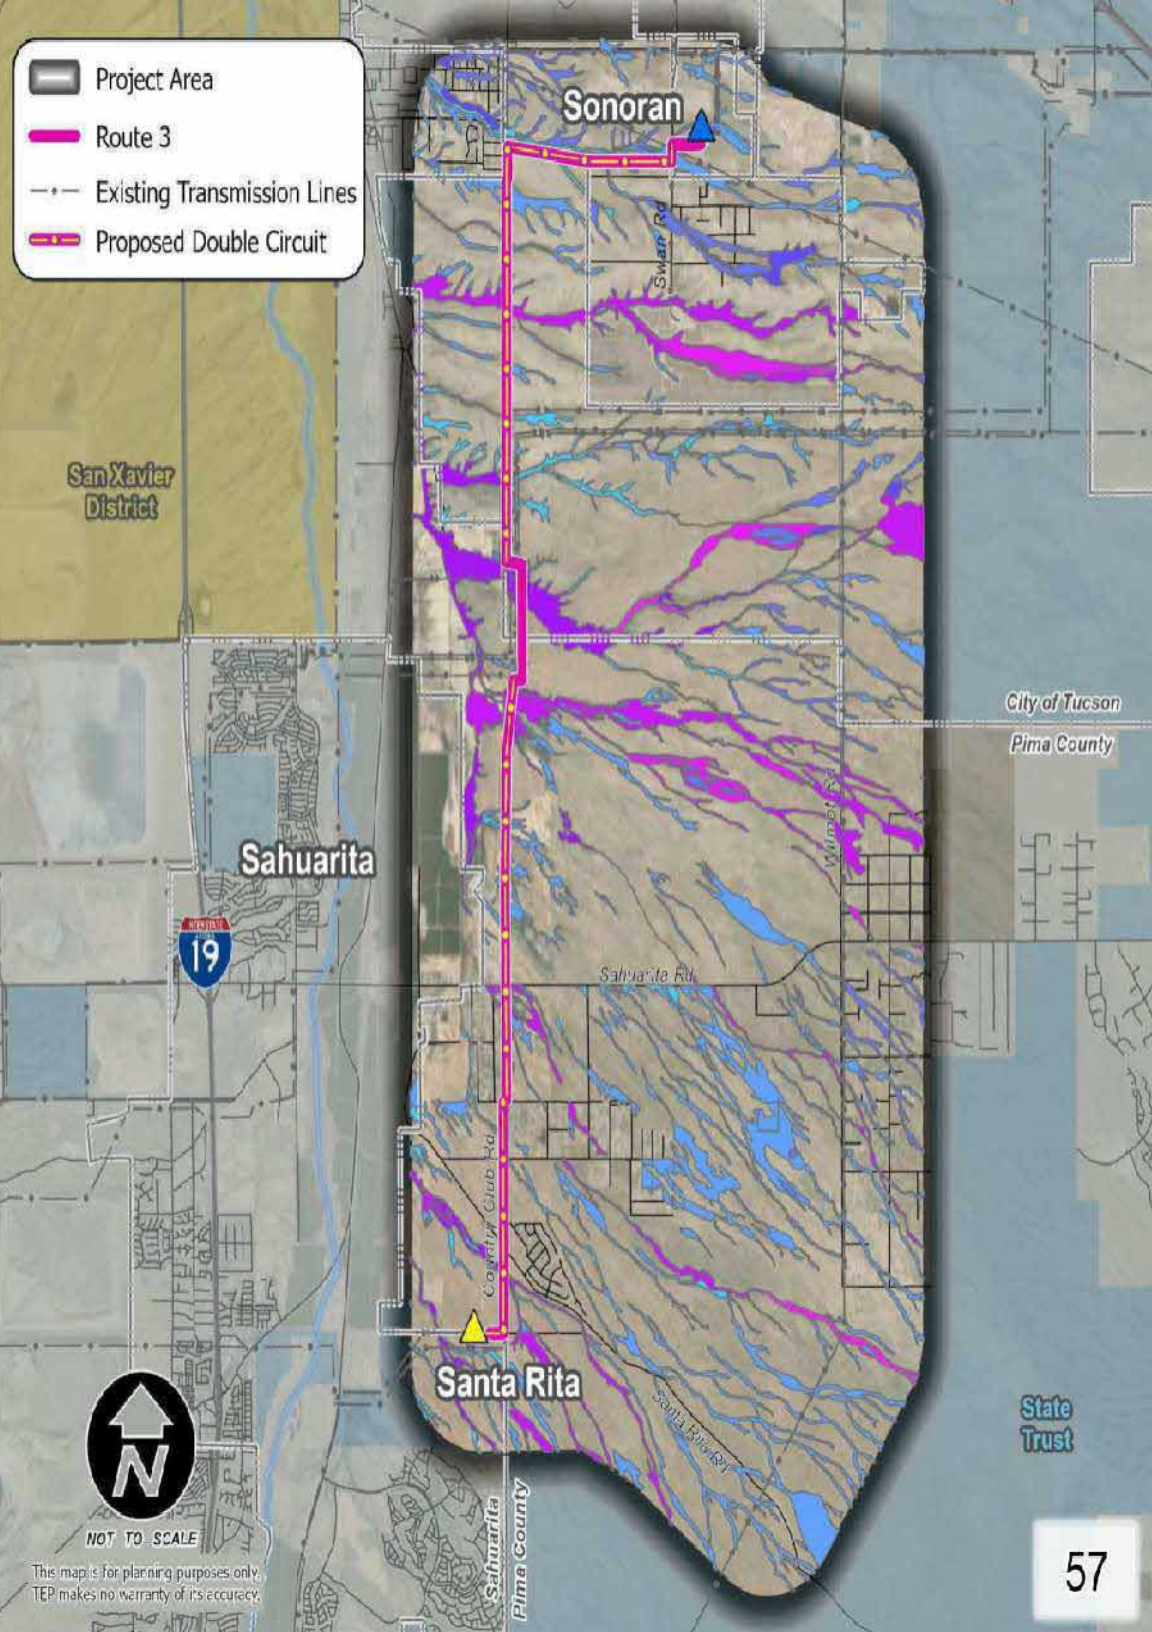 Project Area
Route 3
Existing Transmission Lines
Proposed Double Circuit
Sonoran
Swan Rd
San Xavier
District
City of Tucson
Pima County
Wilmot Rd
Sahuarita
INTERSTATE
19
Sahuarita Rd
Country Club Rd
Santa Rita
Santa Rita Rd
State
Trust
N
NOT TO SCALE
This map is for planning purposes only.
TEP makes no warranty of its accuracy.
Sahuarita
Pima County
57